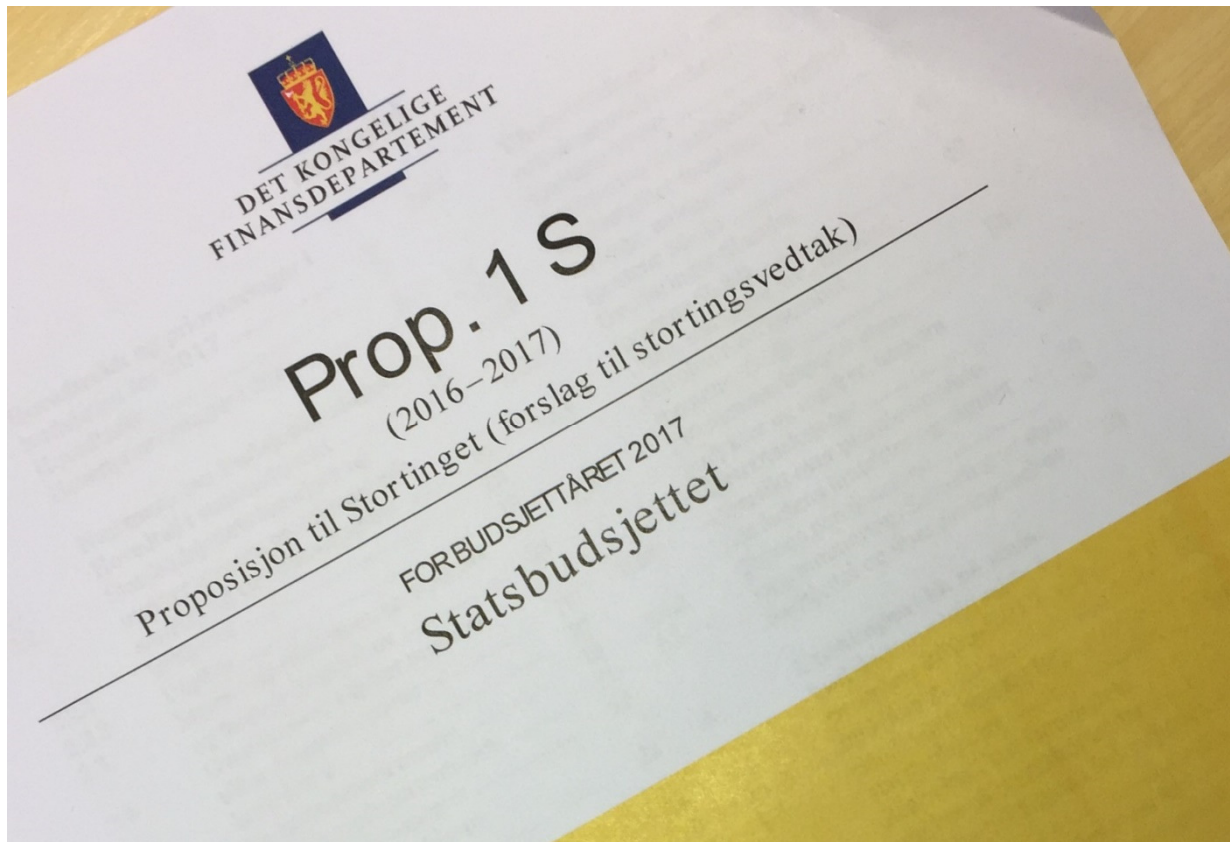 DET KONGELIGE
FINANSDEPARTEMENT
Prop. 1 S
(2016–2017)
Proposisjon til Stortinget (forslag til stortingsvedtak)
FOR BUDSJETTÅRET 2017
Statsbudsjettet